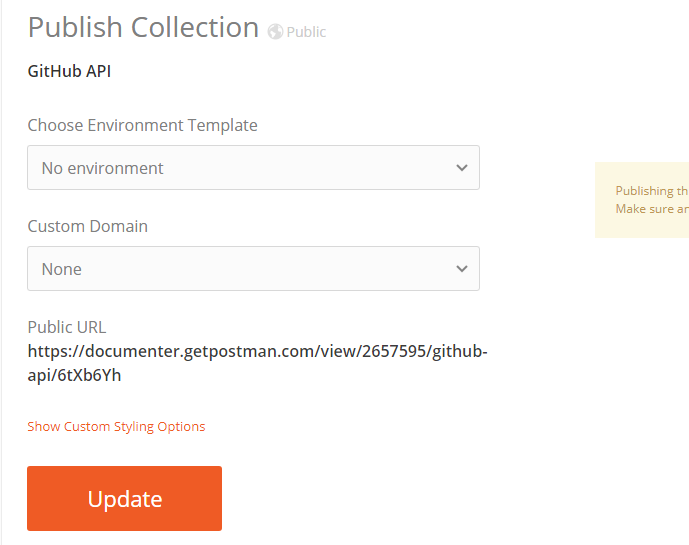 Publish Collection Public
GitHub API
Choose Environment Template
No environment
Custom Domain
None
Public URL
https://documenter.getpostman.com/view/2657595/github-
api/6tXb6Yh
Show Custom Styling Options
Update
Publishing th
Make sure an